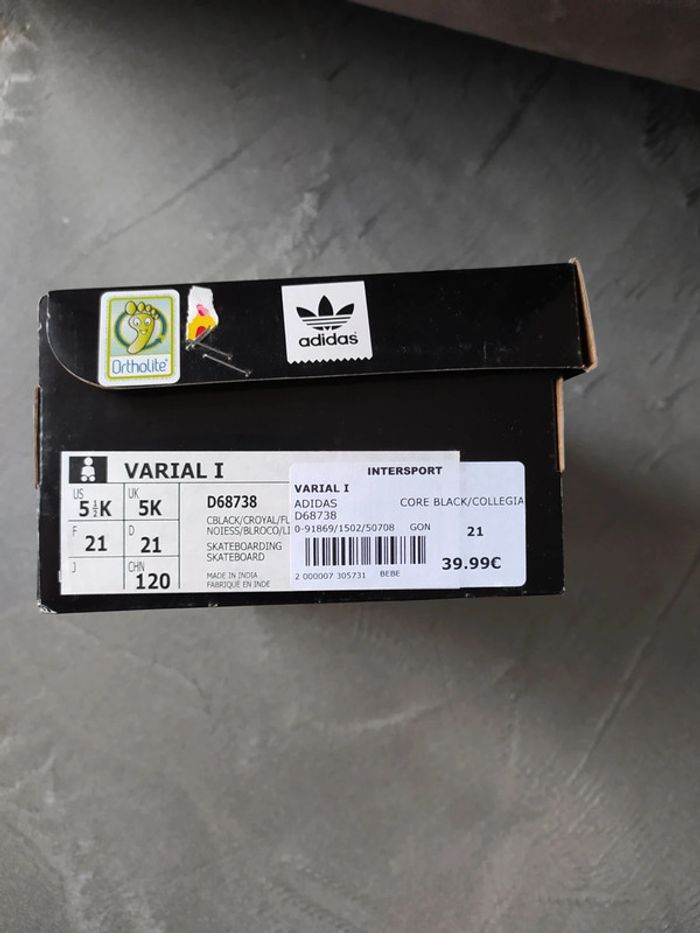 Ortholite®
adidas®
VARIAL I
US
5½K
UK
5K
F
21
D
21
J
CHN
120
D68738
CBLACK/CROYAL/FL
NOIESS/BLROCO/LI
SKATEBOARDING
SKATEBOARD
MADE IN INDIA
FABRIQUÉ EN INDE
INTERSPORT
VARIAL I
ADIDAS CORE BLACK/COLLEGIA
D68738
0-91869/1502/50708 GON 21
39.99€
2 000007 305731 BEBE